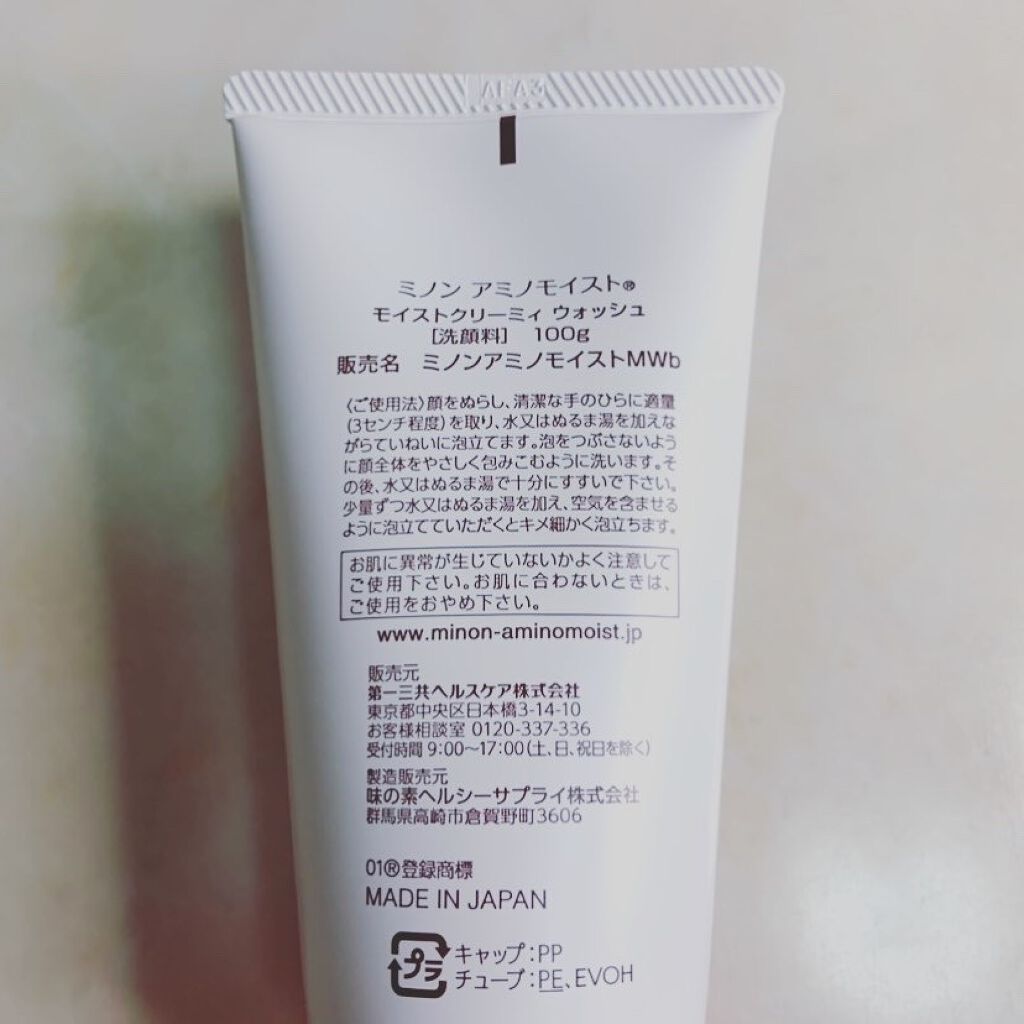 AFA3
ミノン アミノモイスト®
モイストクリーミィ ウォッシュ
[洗顔料] 100g
販売名 ミノンアミノモイストMWb
〈ご使用法〉顔をぬらし、清潔な手のひらに適量
(3センチ程度)を取り、水又はぬるま湯を加えな
がらていねいに泡立てます。泡をつぶさないよう
に顔全体をやさしく包みこむように洗います。そ
の後、水又はぬるま湯で十分にすすいで下さい。
少量ずつ水又はぬるま湯を加え、空気を含ませる
ように泡立てていただくとキメ細かく泡立ちます。
お肌に異常が生じていないかよく注意して
ご使用下さい。お肌に合わないときは、
ご使用をおやめ下さい。
www.minon-aminomoist.jp
販売元
第一三共ヘルスケア株式会社
東京都中央区日本橋3-14-10
お客様相談室 0120-337-336
受付時間 9:00〜17:00(土、日、祝日を除く)
製造販売元
味の素ヘルシーサプライ株式会社
群馬県高崎市倉賀野町3606
01®登録商標
MADE IN JAPAN
プラ キャップ:PP
チューブ:PE、EVOH